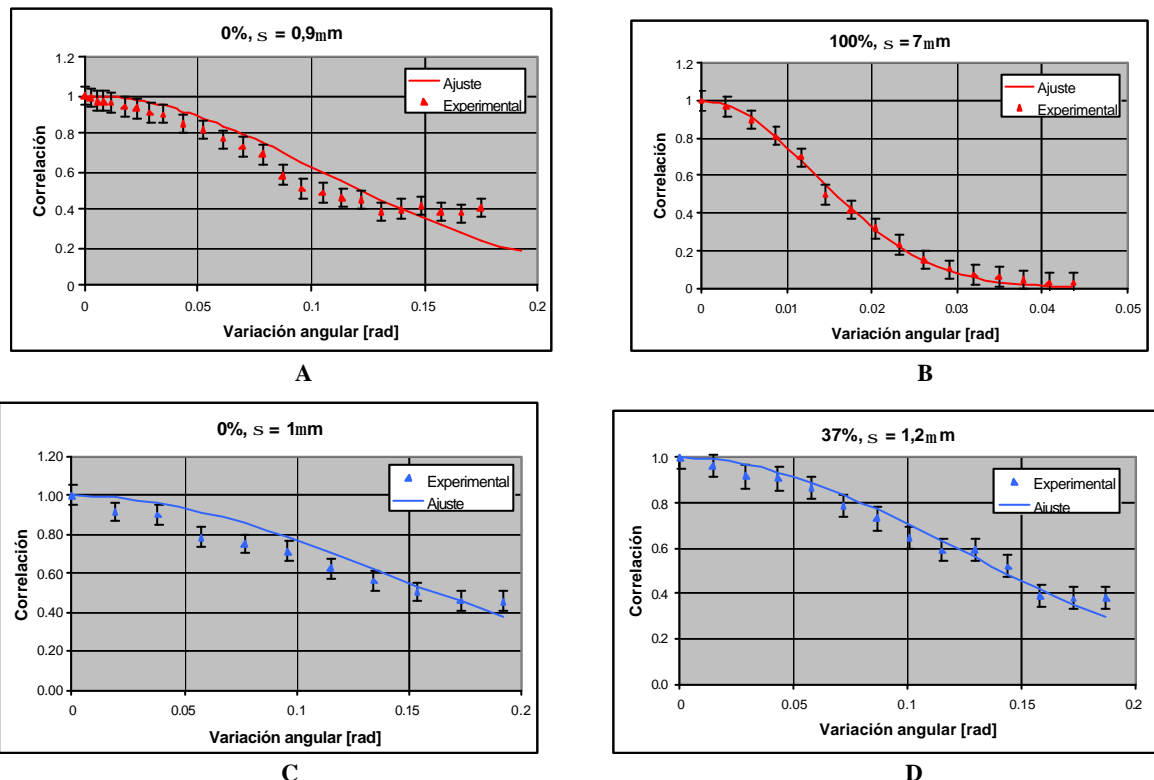 0%, s = 0,9mm
1.2
1
0.8
0.6
0.4
0.2
0
0
0.05
0.1
0.15
0.2
Correlación
Variación angular [rad]
Ajuste
Experimental
A
100%, s = 7mm
1.2
1
0.8
0.6
0.4
0.2
0
0
0.01
0.02
0.03
0.04
0.05
Correlación
Variación angular [rad]
Ajuste
Experimental
B
0%, s = 1mm
1.20
1.00
0.80
0.60
0.40
0.20
0.00
0
0.05
0.1
0.15
0.2
Correlación
Variación angular [rad]
Experimental
Ajuste
C
37%, s = 1,2mm
1.0
0.8
0.6
0.4
0.2
0.0
0
0.05
0.1
0.15
0.2
Correlación
Variación angular [rad]
Experimental
Ajuste
D